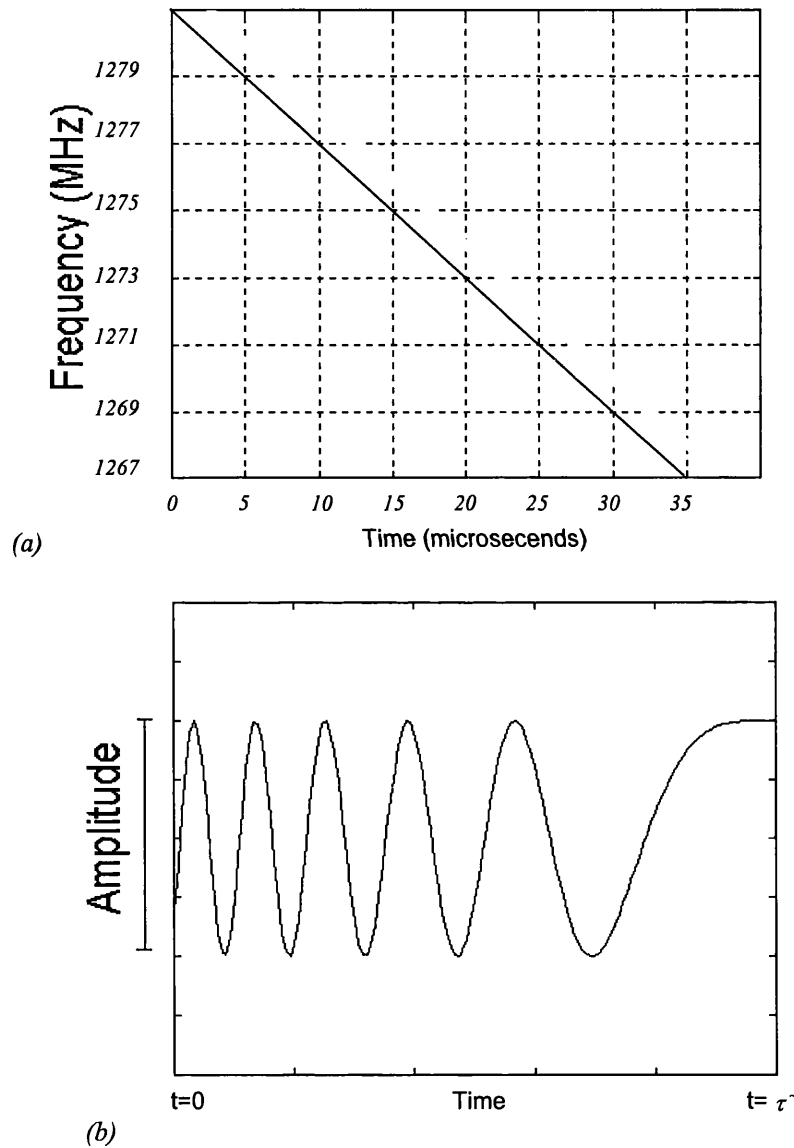 1279
1277
1275
1273
1271
1269
1267
Frequency (MHz)
0 5 10 15 20 25 30 35
Time (microsecends)
(a)
Amplitude
t=0 Time t= τ
(b)